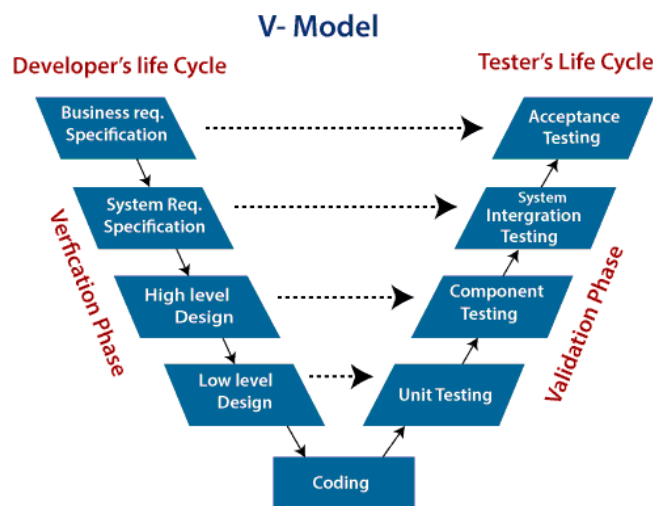 V- Model
Developer's life Cycle
Tester's Life Cycle
Business req.
Specification
Acceptance
Testing
System Req.
Specification
System
Intergration
Testing
High level
Design
Component
Testing
Low level
Design
Unit Testing
Coding
Verfication Phase
Validation Phase